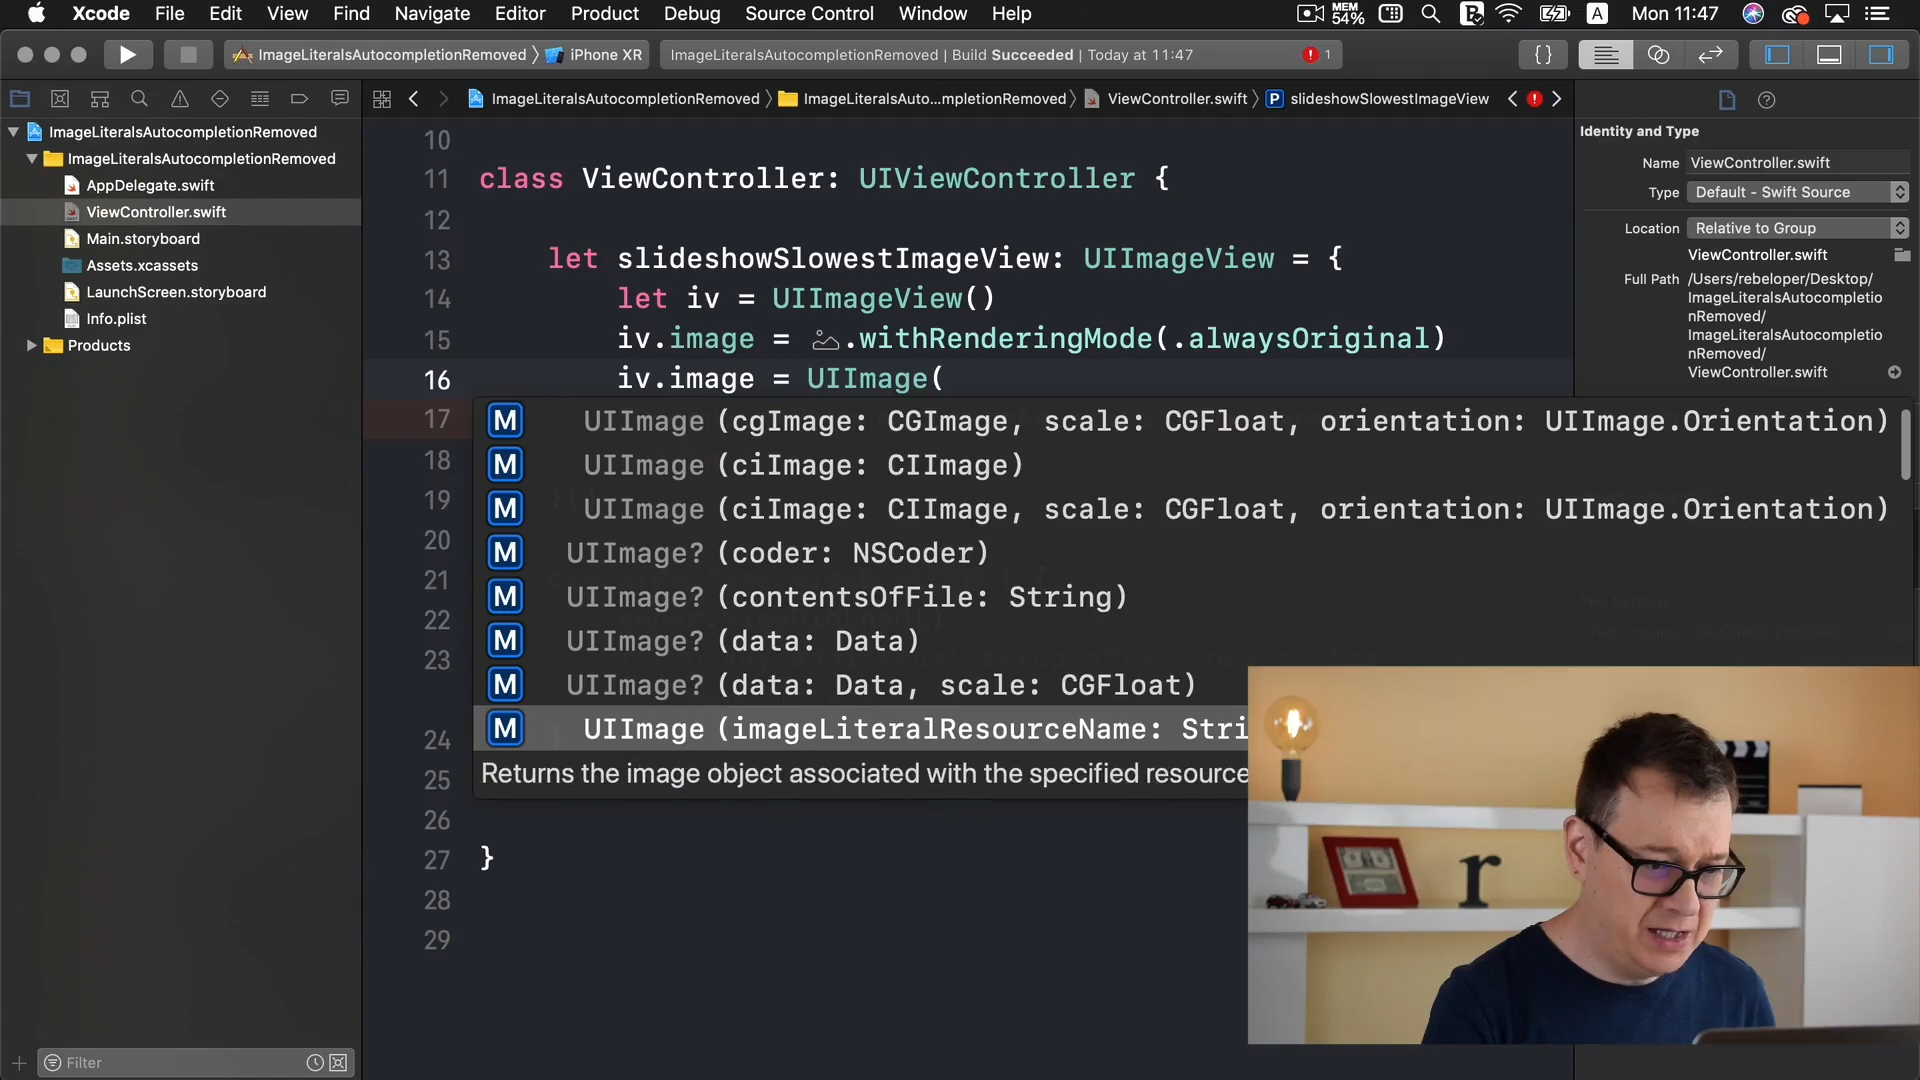 Xcode File Edit View Find Navigate Editor Product Debug Source Control Window Help MEM 54% A Mon 11:47
ImageLiteralsAutocompletionRemoved 〉 iPhone XR
ImageLiteralsAutocompletionRemoved | Build Succeeded | Today at 11:47
1
{}
ImageLiteralsAutocompletionRemoved 〉 ImageLiteralsAuto...mpletionRemoved 〉 ViewController.swift 〉 P slideshowSlowestImageView
ImageLiteralsAutocompletionRemoved
ImageLiteralsAutocompletionRemoved
AppDelegate.swift
ViewController.swift
Main.storyboard
Assets.xcassets
LaunchScreen.storyboard
Info.plist
Products
Filter
10
11 class ViewController: UIViewController {
12
13 let slideshowSlowestImageView: UIImageView = {
14 let iv = UIImageView()
15 iv.image = .withRenderingMode(.alwaysOriginal)
16 iv.image = UIImage(
17
18
19
20
21
22
23
24
25
26
27 }
28
29
M UIImage (cgImage: CGImage, scale: CGFloat, orientation: UIImage.Orientation)
M UIImage (ciImage: CIImage)
M UIImage (ciImage: CIImage, scale: CGFloat, orientation: UIImage.Orientation)
M UIImage? (coder: NSCoder)
M UIImage? (contentsOfFile: String)
M UIImage? (data: Data)
M UIImage? (data: Data, scale: CGFloat)
M UIImage (imageLiteralResourceName: Stri
Returns the image object associated with the specified resource
Identity and Type
Name ViewController.swift
Type Default - Swift Source
Location Relative to Group
ViewController.swift
Full Path /Users/rebeloper/Desktop/
ImageLiteralsAutocompletio
nRemoved/
ImageLiteralsAutocompletio
nRemoved/
ViewController.swift
r